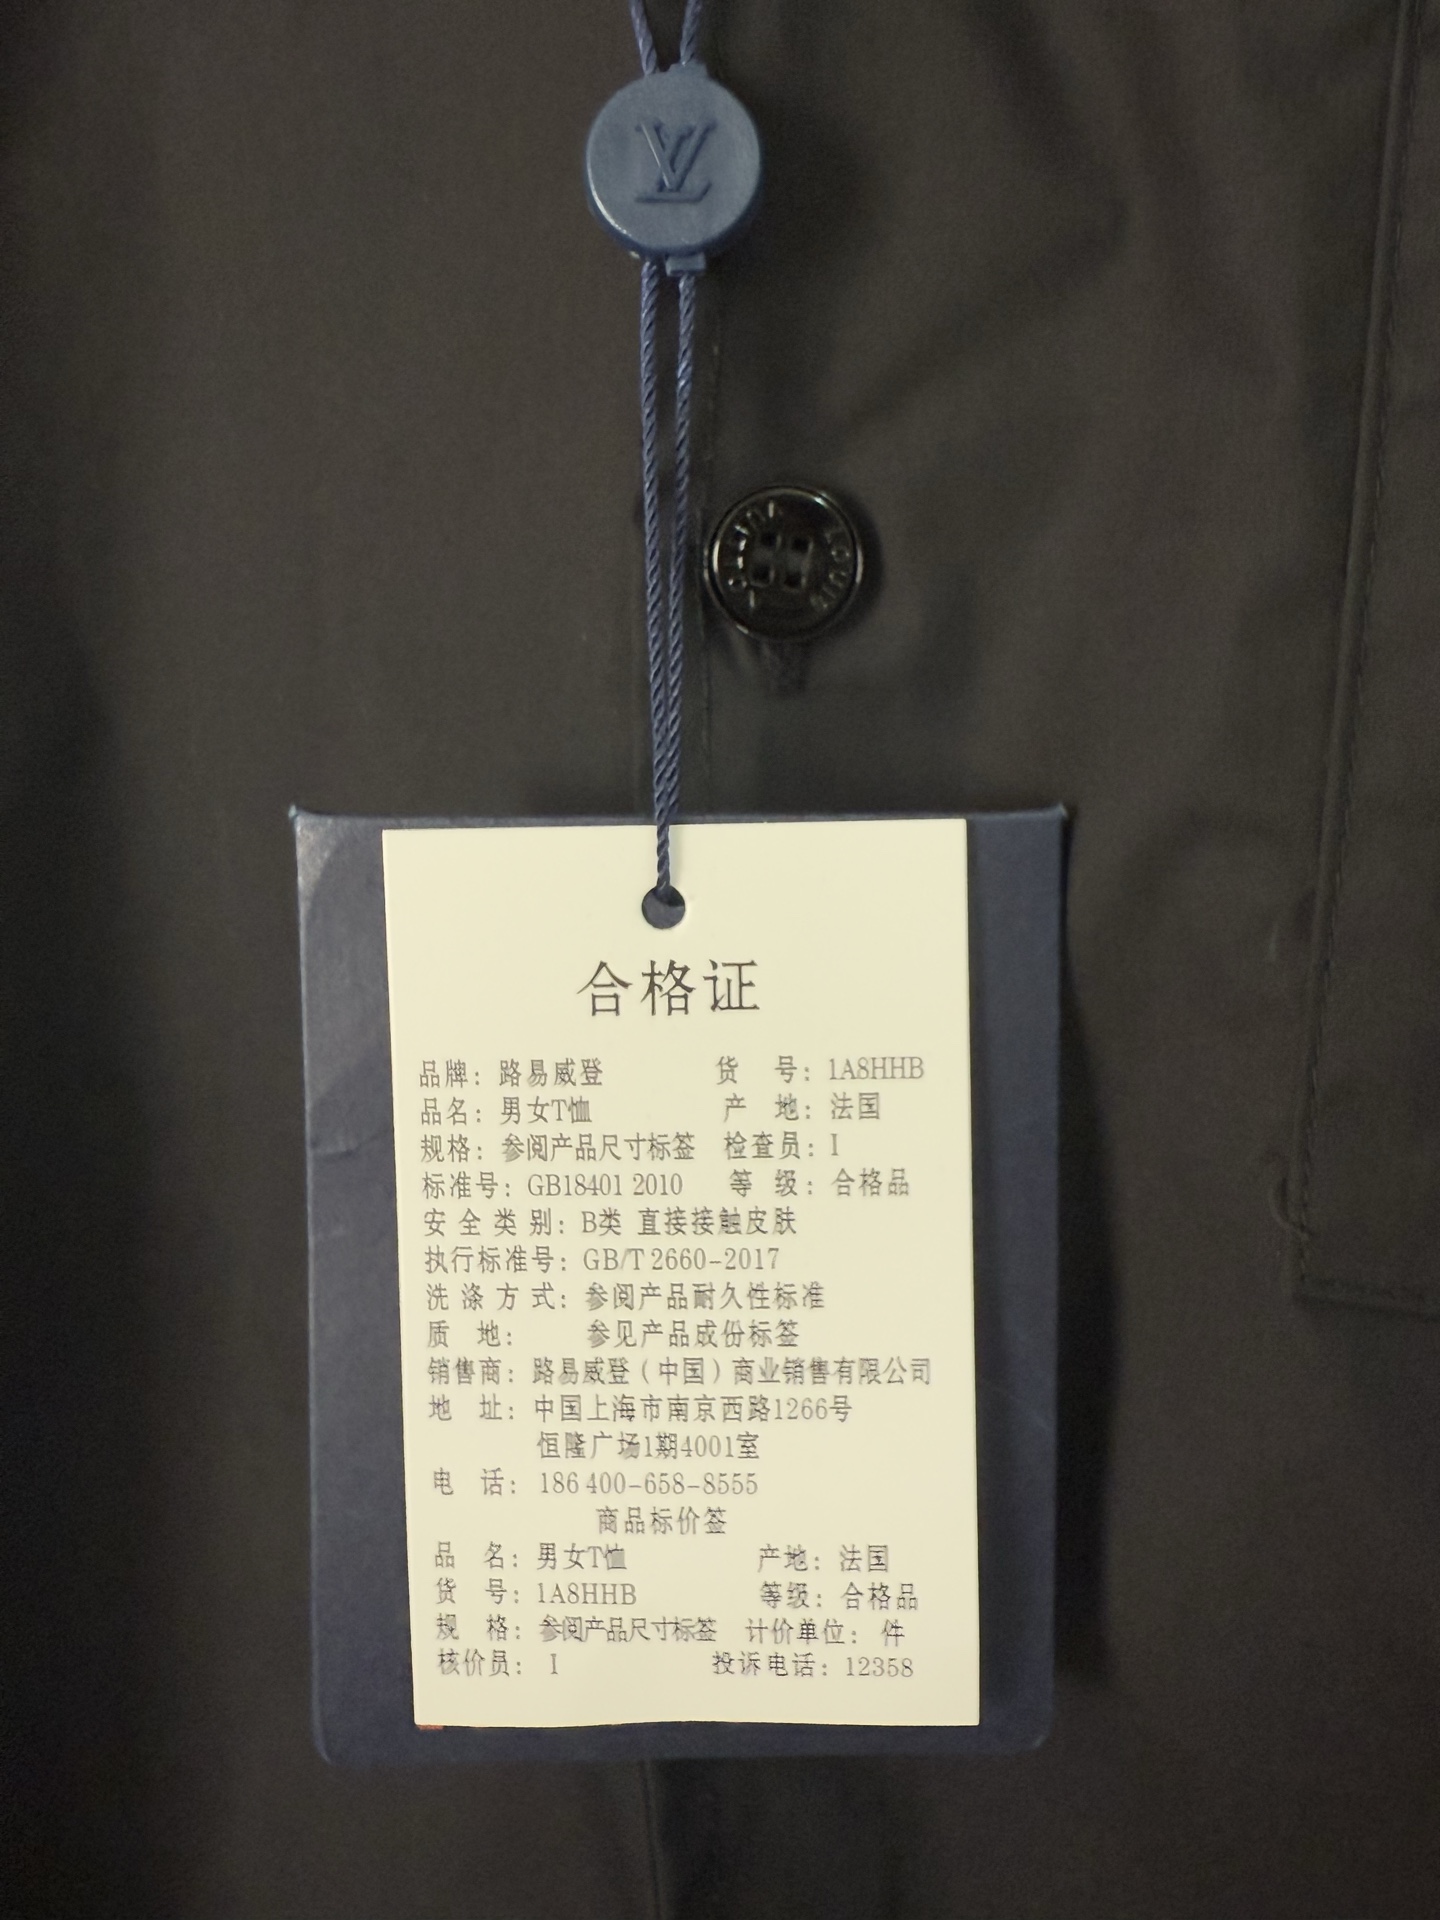 LV
LOUIS VUITTON
合格证
品牌：路易威登 货 号：1A8HHB
品名：男女T恤 产 地：法国
规格：参阅产品尺寸标签 检查员：I
标准号：GB18401 2010 等 级：合格品
安 全 类 别：B类 直接接触皮肤
执行标准号：GB/T 2660-2017
洗 涤 方 式：参阅产品耐久性标准
质 地： 参见产品成份标签
销售商：路易威登（中国）商业销售有限公司
地 址：中国上海市南京西路1266号
恒隆广场1期4001室
电 话：186 400-658-8555
商品标价签
品 名：男女T恤 产地：法国
货 号：1A8HHB 等级：合格品
规 格：参阅产品尺寸标签 计价单位： 件
核价员： I 投诉电话：12358